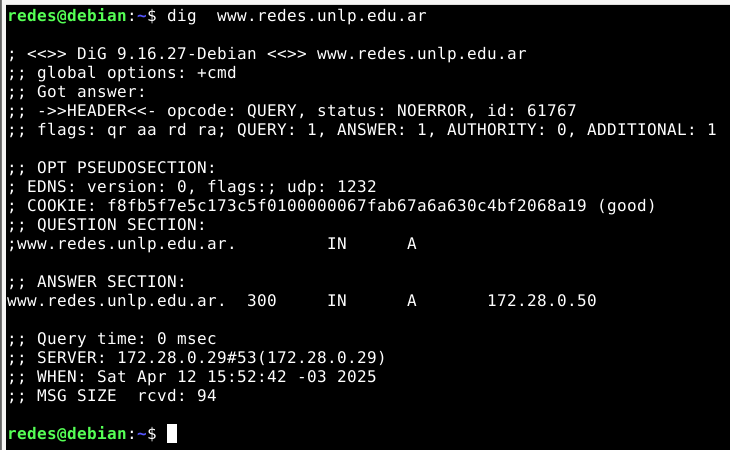 redes@debian:~$ dig  www.redes.unlp.edu.ar
; <<>> DiG 9.16.27-Debian <<>> www.redes.unlp.edu.ar
;; global options: +cmd
;; Got answer:
;; ->>HEADER<<- opcode: QUERY, status: NOERROR, id: 61767
;; flags: qr aa rd ra; QUERY: 1, ANSWER: 1, AUTHORITY: 0, ADDITIONAL: 1
;; OPT PSEUDOSECTION:
; EDNS: version: 0, flags:; udp: 1232
; COOKIE: f8fb5f7e5c173c5f0100000067fab67a6a630c4bf2068a19 (good)
;; QUESTION SECTION:
;www.redes.unlp.edu.ar.         IN      A
;; ANSWER SECTION:
www.redes.unlp.edu.ar.  300     IN      A       172.28.0.50
;; Query time: 0 msec
;; SERVER: 172.28.0.29#53(172.28.0.29)
;; WHEN: Sat Apr 12 15:52:42 -03 2025
;; MSG SIZE  rcvd: 94
redes@debian:~$